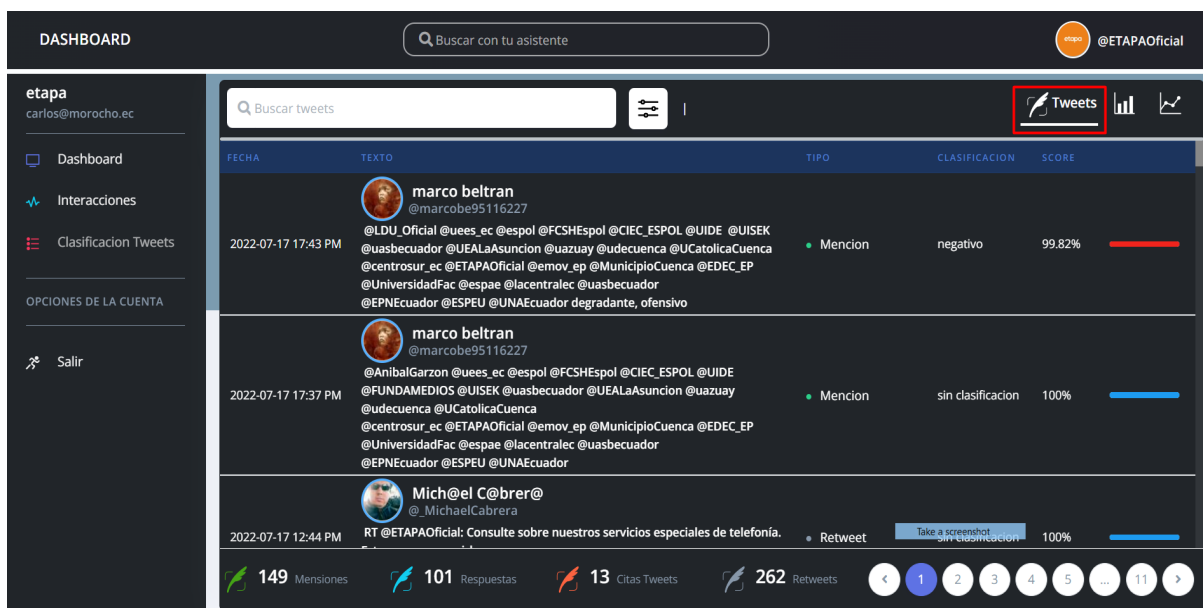 DASHBOARD
Buscar con tu asistente
etapa
@ETAPAOficial
etapa
carlos@morocho.ec
Dashboard
Interacciones
Clasificacion Tweets
OPCIONES DE LA CUENTA
Salir
Buscar tweets
Tweets
FECHA TEXTO TIPO CLASIFICACION SCORE
marco beltran
@marcobe95116227
2022-07-17 17:43 PM
@LDU_Oficial @uees_ec @espol @FCSHEspol @CIEC_ESPOL @UIDE @UISEK
@uasbecuador @UEALaAsuncion @uazuay @udecuenca @UCatolicaCuenca
@centrosur_ec @ETAPAOficial @emov_ep @MunicipioCuenca @EDEC_EP
@UniversidadFac @espae @lacentralec @uasbecuador
@EPNEcuador @ESPEU @UNAEcuador degradante, ofensivo
Mencion negativo 99.82%
marco beltran
@marcobe95116227
2022-07-17 17:37 PM
@AnibalGarzon @uees_ec @espol @FCSHEspol @CIEC_ESPOL @UIDE
@FUNDAMEDIOS @UISEK @uasbecuador @UEALaAsuncion @uazuay
@udecuenca @UCatolicaCuenca
@centrosur_ec @ETAPAOficial @emov_ep @MunicipioCuenca @EDEC_EP
@UniversidadFac @espae @lacentralec @uasbecuador
@EPNEcuador @ESPEU @UNAEcuador
Mencion sin clasificacion 100%
Mich@el C@brer@
@_MichaelCabrera
2022-07-17 12:44 PM
RT @ETAPAOficial: Consulte sobre nuestros servicios especiales de telefonía.
Retweet sin clasificacion 100%
Take a screenshot
149 Mensiones
101 Respuestas
13 Citas Tweets
262 Retweets
1 2 3 4 5 ... 11